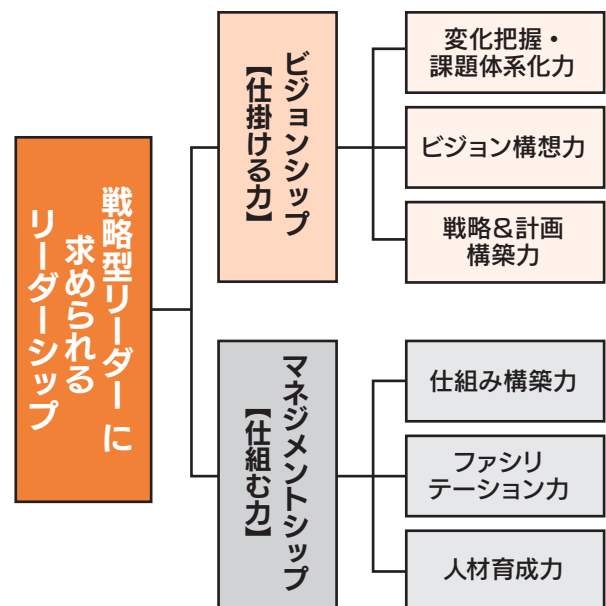 戦略型リーダーに
求められる
リーダーシップ
ビジョンシップ
【仕掛ける力】
変化把握・
課題体系化力
ビジョン構想力
戦略&計画
構築力
マネジメントシップ
【仕組む力】
仕組み構築力
ファシリ
テーション力
人材育成力